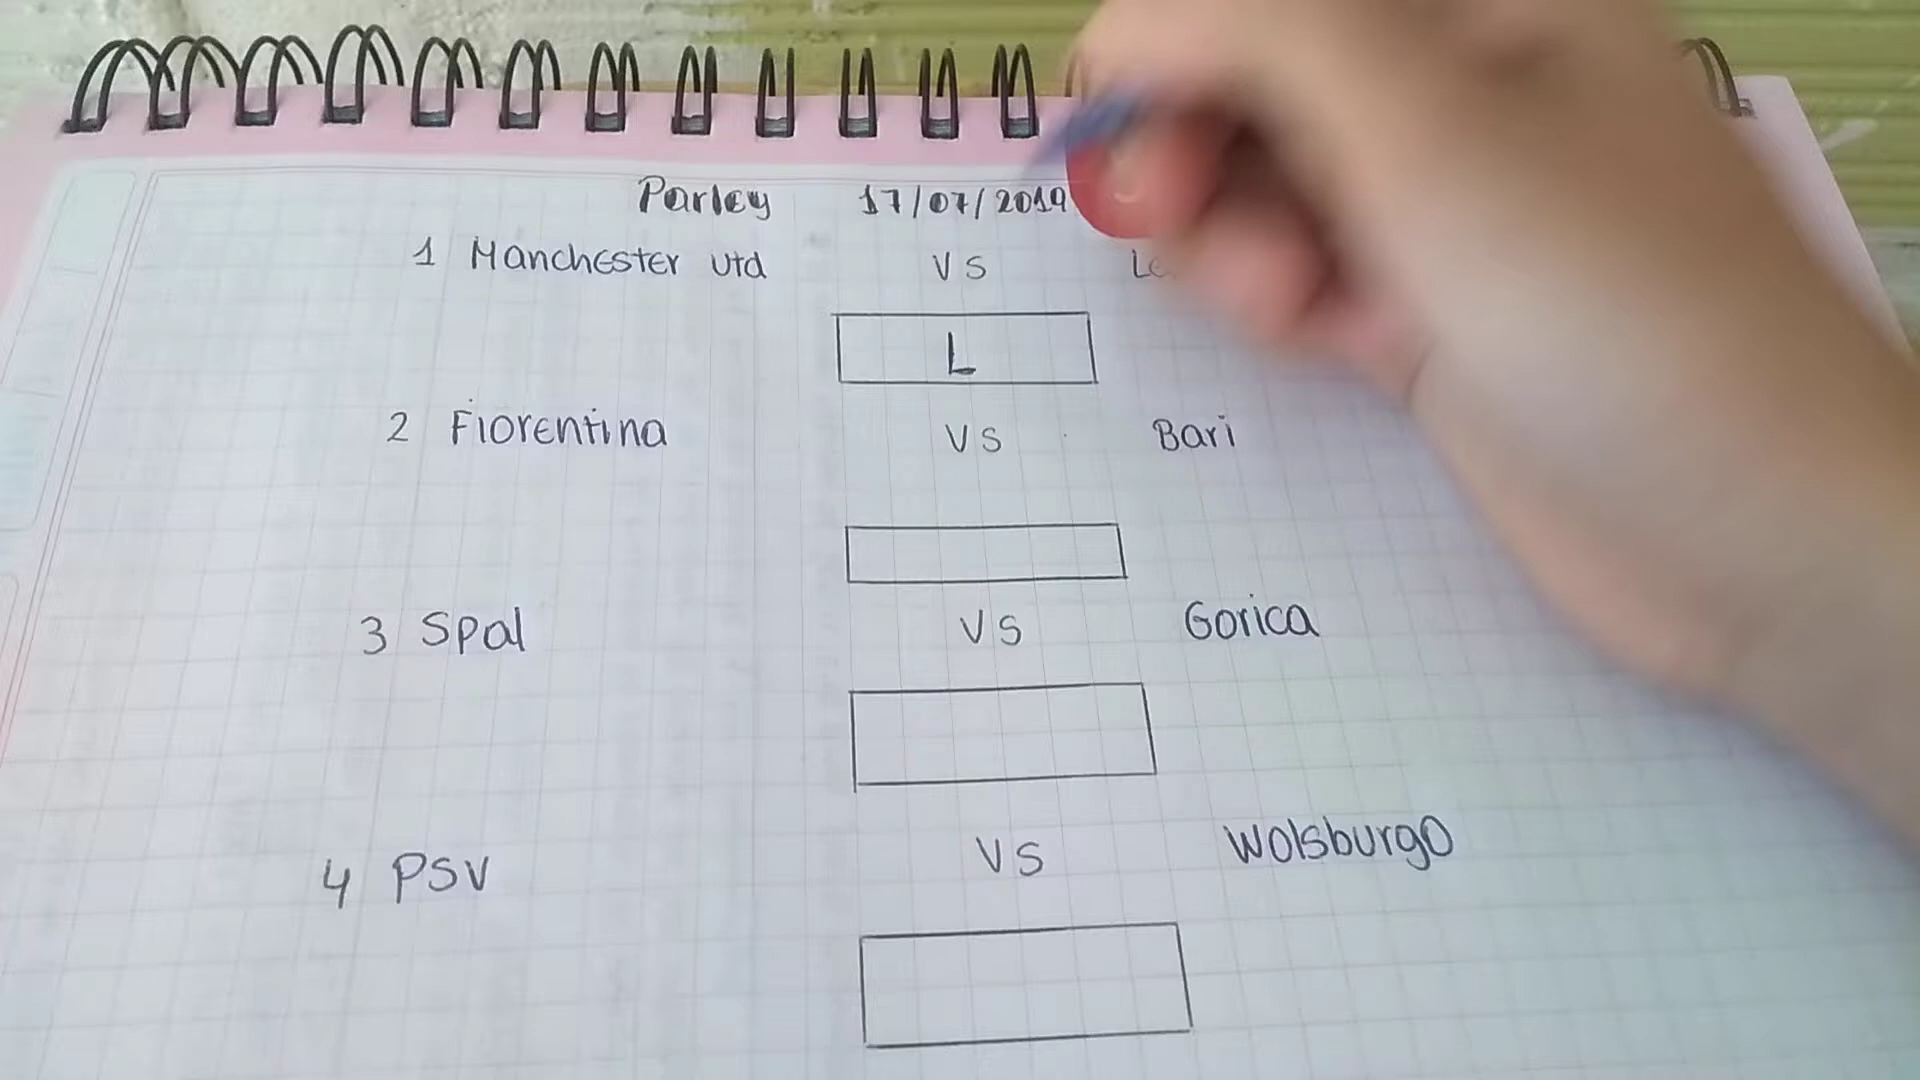 Parley 17/07/2019
1 Manchester Utd VS
L
2 Fiorentina VS Bari
3 Spal VS Gorica
4 PSV VS Wolsburgo